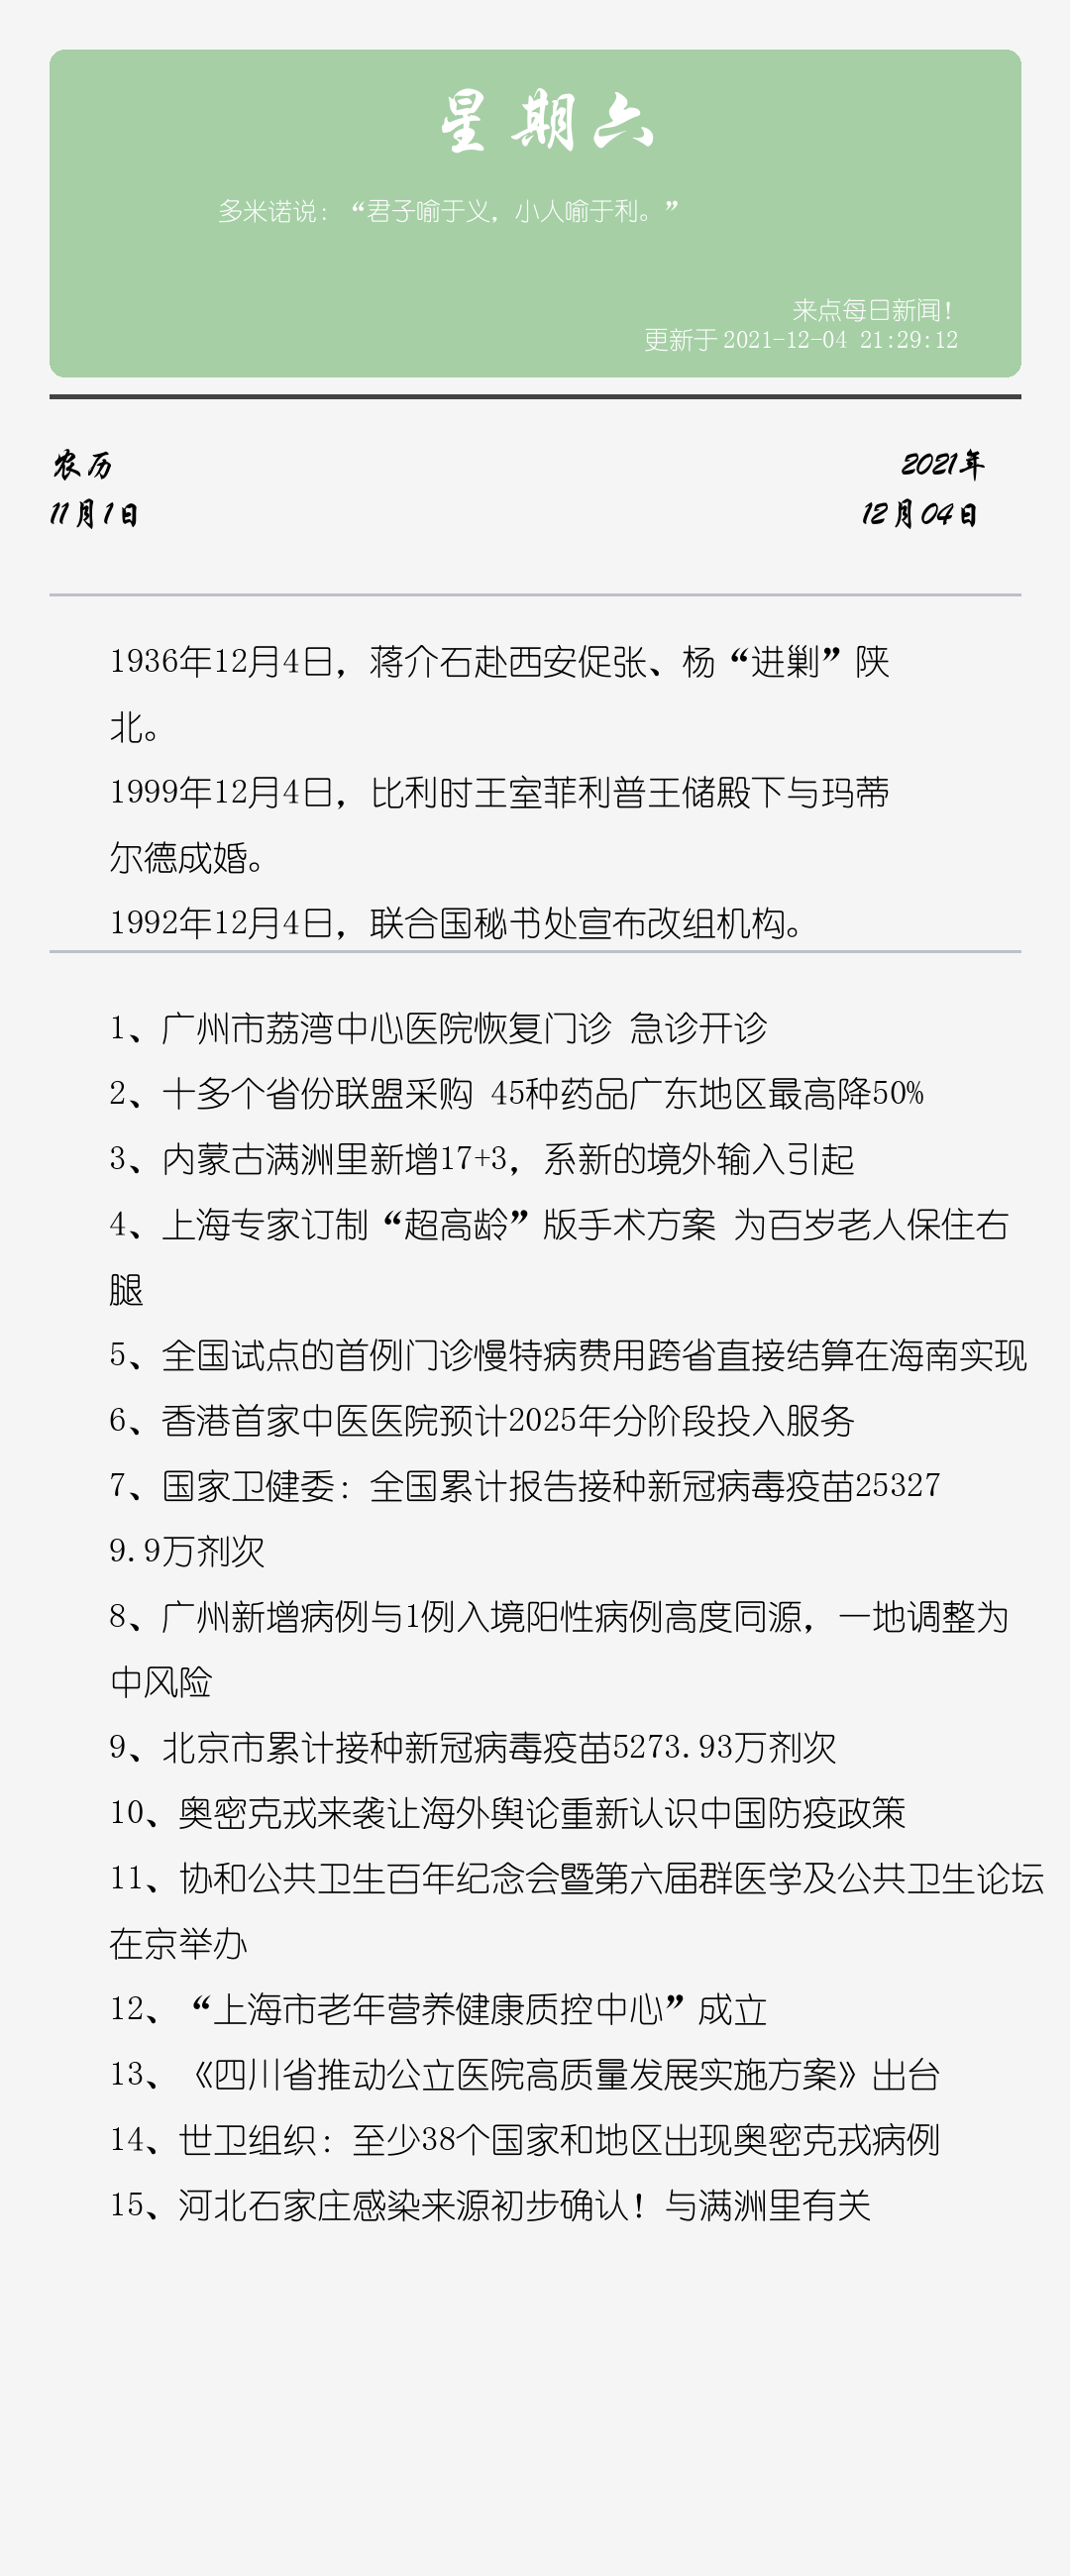 星期六
多米诺说：“君子喻于义，小人喻于利。”
来点每日新闻！
更新于 2021-12-04 21:29:12
农历
2021年
11月1日
12月04日
1936年12月4日，蒋介石赴西安促张、杨“进剿”陕
北。
1999年12月4日，比利时王室菲利普王储殿下与玛蒂
尔德成婚。
1992年12月4日，联合国秘书处宣布改组机构。
1、广州市荔湾中心医院恢复门诊 急诊开诊
2、十多个省份联盟采购 45种药品广东地区最高降50%
3、内蒙古满洲里新增17+3，系新的境外输入引起
4、上海专家订制“超高龄”版手术方案 为百岁老人保住右
腿
5、全国试点的首例门诊慢特病费用跨省直接结算在海南实现
6、香港首家中医医院预计2025年分阶段投入服务
7、国家卫健委：全国累计报告接种新冠病毒疫苗25327
9.9万剂次
8、广州新增病例与1例入境阳性病例高度同源，一地调整为
中风险
9、北京市累计接种新冠病毒疫苗5273.93万剂次
10、奥密克戎来袭让海外舆论重新认识中国防疫政策
11、协和公共卫生百年纪念会暨第六届群医学及公共卫生论坛
在京举办
12、“上海市老年营养健康质控中心”成立
13、《四川省推动公立医院高质量发展实施方案》出台
14、世卫组织：至少38个国家和地区出现奥密克戎病例
15、河北石家庄感染来源初步确认！与满洲里有关